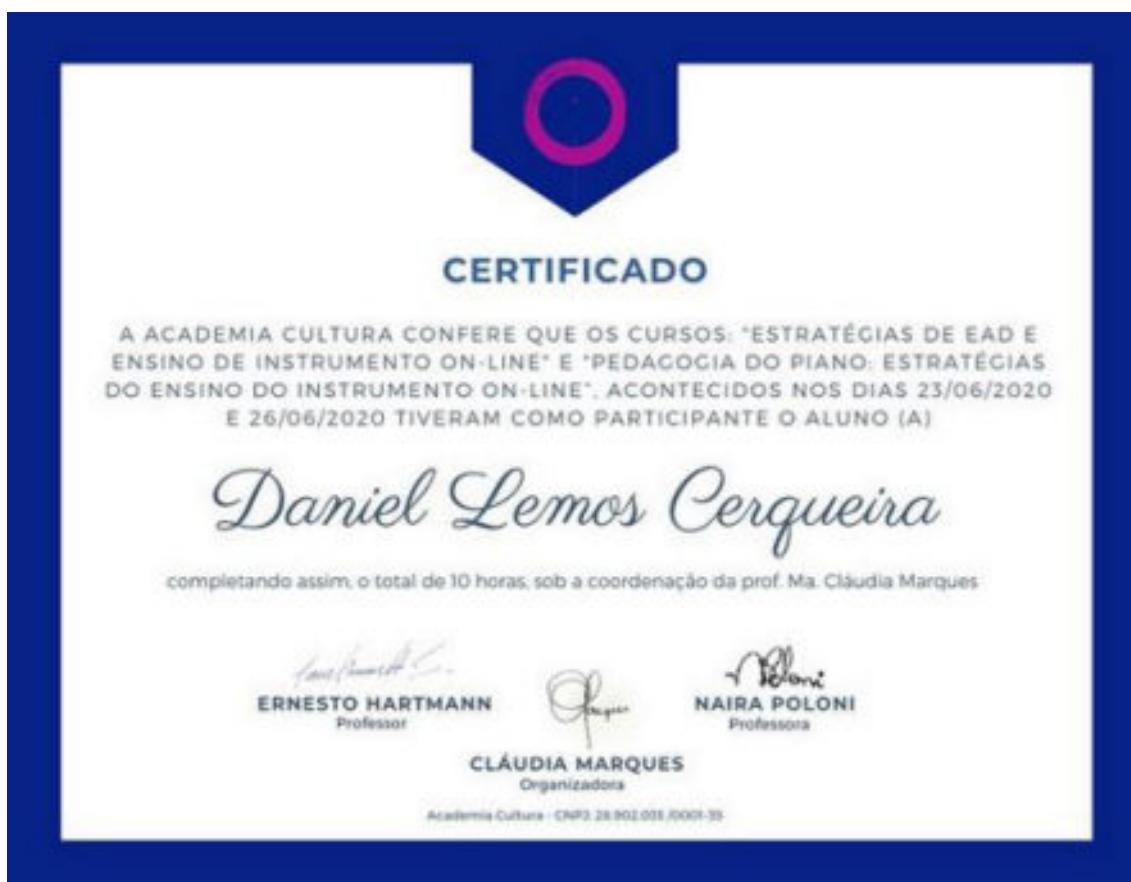 CERTIFICADO
A ACADEMIA CULTURA CONFERE QUE OS CURSOS: "ESTRATÉGIAS DE EAD E
ENSINO DE INSTRUMENTO ON-LINE" E "PEDAGOGIA DO PIANO: ESTRATÉGIAS
DO ENSINO DO INSTRUMENTO ON-LINE", ACONTECIDOS NOS DIAS 23/06/2020
E 26/06/2020 TIVERAM COMO PARTICIPANTE O ALUNO (A)
Daniel Lemos Cerqueira
completando assim, o total de 10 horas, sob a coordenação da prof. Ma. Cláudia Marques
ERNESTO HARTMANN
Professor
NAIRA POLONI
Professora
CLÁUDIA MARQUES
Organizadora
Academia Cultura - CNPJ: